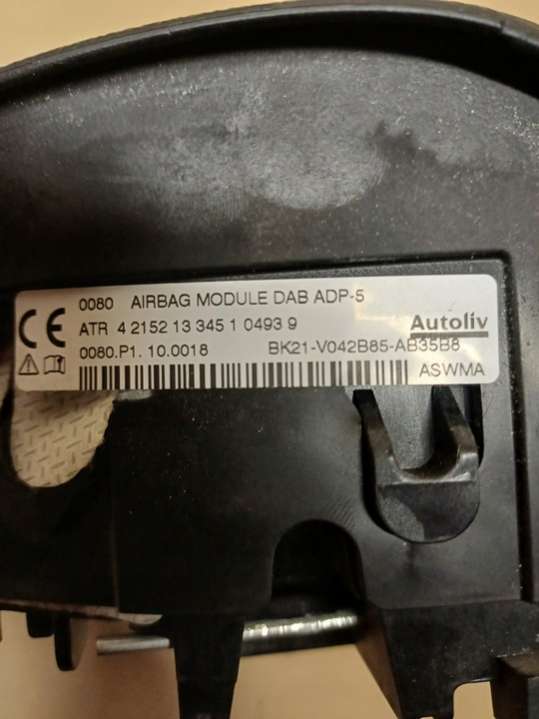 0080 AIRBAG MODULE DAB ADP-5
CE ATR 4 2152 13 345 1 0493 9 Autoliv
0080.P1. 10.0018 BK21-V042B85-AB35B8
ASWMA